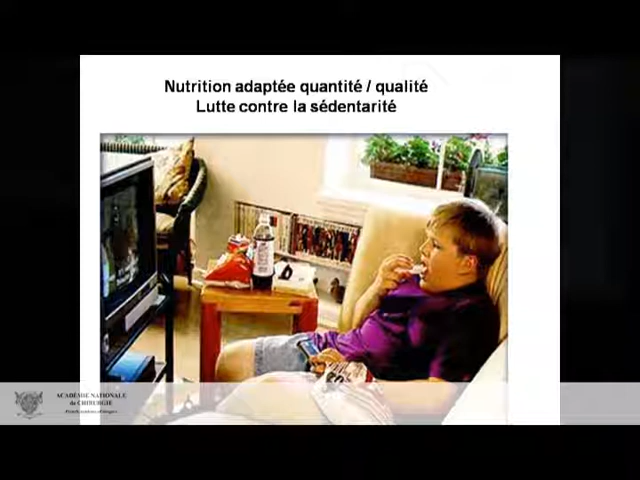 Nutrition adaptée quantité / qualité
Lutte contre la sédentarité
ACADÉMIE NATIONALE
de CHIRURGIE